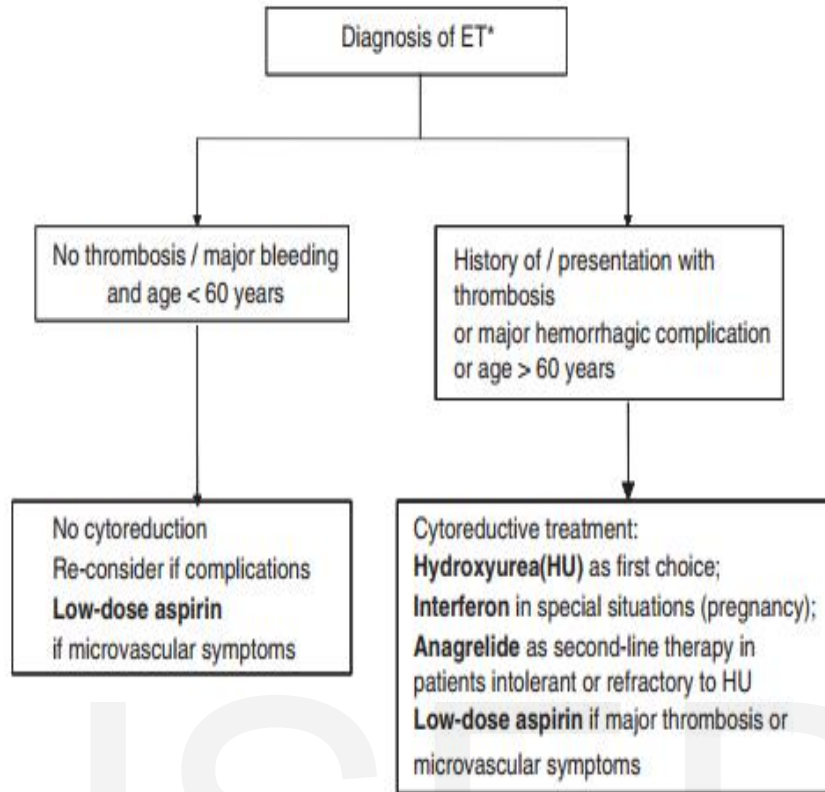 Diagnosis of ET*
No thrombosis / major bleeding
and age < 60 years
History of / presentation with
thrombosis
or major hemorrhagic complication
or age > 60 years
No cytoreduction
Re-consider if complications
Low-dose aspirin
if microvascular symptoms
Cytoreductive treatment:
Hydroxyurea(HU) as first choice;
Interferon in special situations (pregnancy);
Anagrelide as second-line therapy in
patients intolerant or refractory to HU
Low-dose aspirin if major thrombosis or
microvascular symptoms